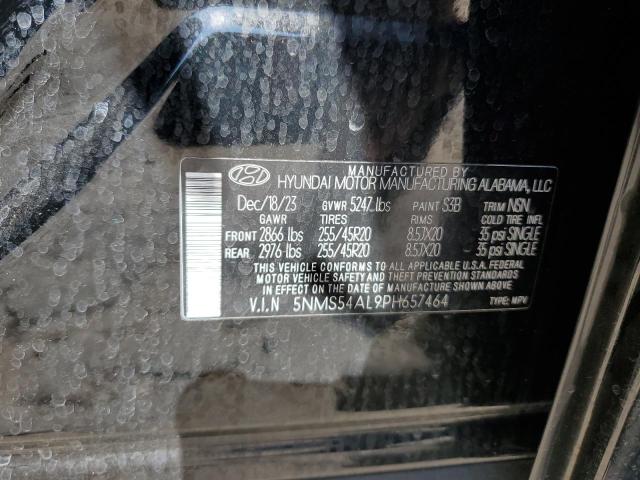 MANUFACTURED BY
HYUNDAI MOTOR MANUFACTURING ALABAMA, LLC
Dec/18/23 GVWR 5247 lbs PAINT S3B TRIM NSN
GAWR TIRES RIMS COLD TIRE INFL
FRONT 2866 lbs 255/45R20 8.5JX20 35 psi SINGLE
REAR 2976 lbs 255/45R20 8.5JX20 35 psi SINGLE
THIS VEHICLE CONFORMS TO ALL APPLICABLE U.S.A. FEDERAL
MOTOR VEHICLE SAFETY AND THEFT PREVENTION STANDARDS
IN EFFECT ON THE DATE OF MANUFACTURE SHOWN ABOVE
V.I.N 5NMS54AL9PH657464 TYPE: MPV